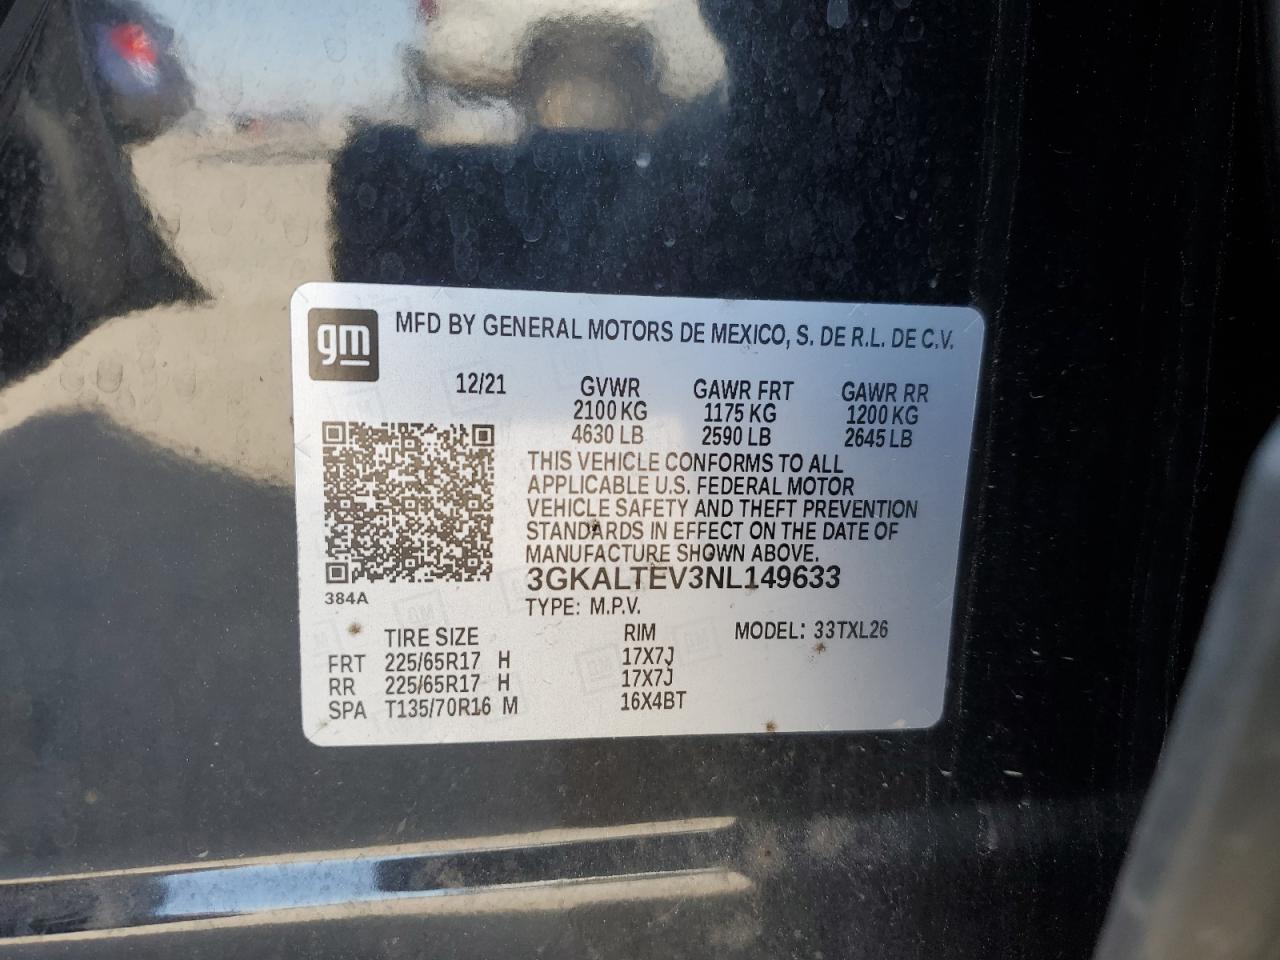 gm MFD BY GENERAL MOTORS DE MEXICO, S. DE R.L. DE C.V.
12/21 GVWR GAWR FRT GAWR RR
2100 KG 1175 KG 1200 KG
4630 LB 2590 LB 2645 LB
THIS VEHICLE CONFORMS TO ALL
APPLICABLE U.S. FEDERAL MOTOR
VEHICLE SAFETY AND THEFT PREVENTION
STANDARDS IN EFFECT ON THE DATE OF
MANUFACTURE SHOWN ABOVE.
3GKALTEV3NL149633
384A
TYPE: M.P.V.
TIRE SIZE RIM MODEL: 33TXL26
FRT 225/65R17 H 17X7J
RR 225/65R17 H 17X7J
SPA T135/70R16 M 16X4BT